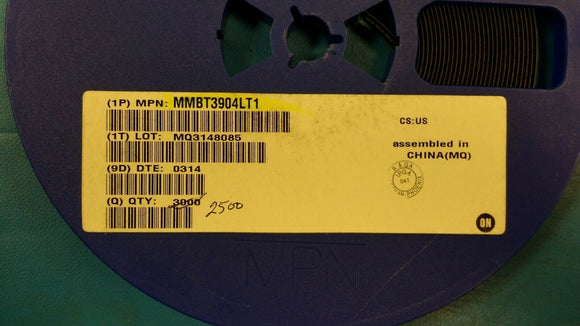 (1P) MPN: MMBT3904LT1
CS:US
(1T) LOT: MQ3148085
assembled in
CHINA(MQ)
(9D) DTE: 0314
(Q) QTY: 3000 2500
041
ON
MPN